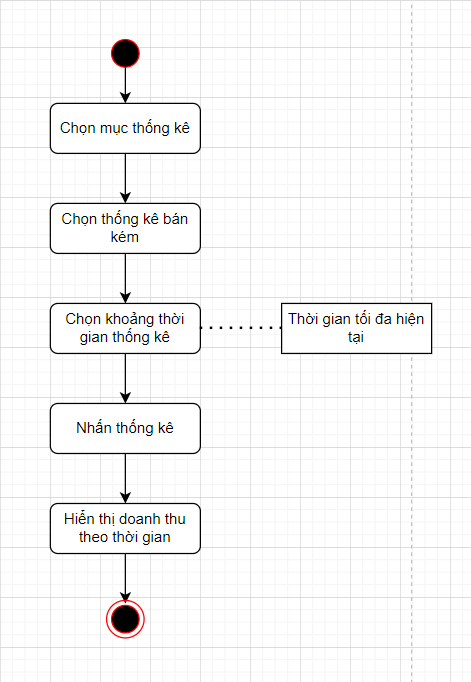 Chọn mục thống kê
Chọn thống kê bán
kém
Chọn khoảng thời
gian thống kê
Thời gian tối đa hiện
tại
Nhấn thống kê
Hiển thị doanh thu
theo thời gian